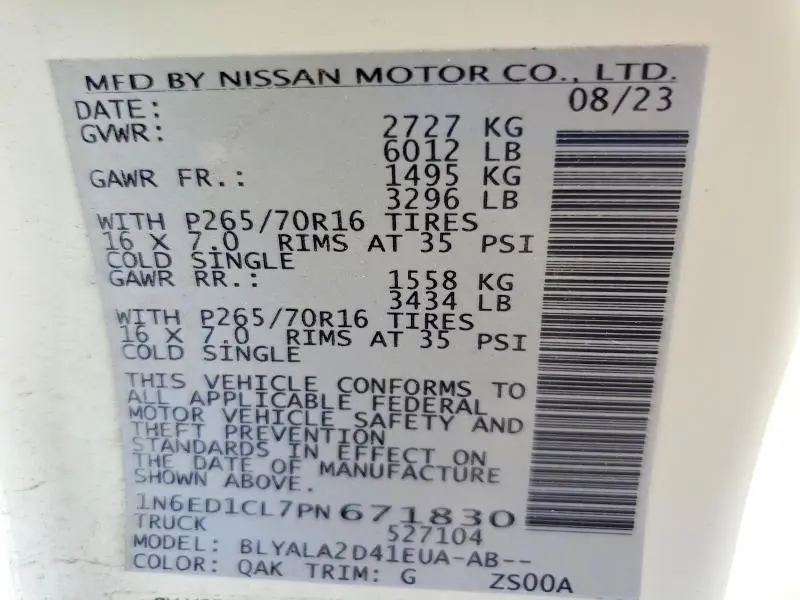 MFD BY NISSAN MOTOR CO., LTD.
DATE: 08/23
GVWR: 2727 KG
6012 LB
GAWR FR.: 1495 KG
3296 LB
WITH P265/70R16 TIRES
16 X 7.0 RIMS AT 35 PSI
COLD SINGLE
GAWR RR.: 1558 KG
3434 LB
WITH P265/70R16 TIRES
16 X 7.0 RIMS AT 35 PSI
COLD SINGLE
THIS VEHICLE CONFORMS TO
ALL APPLICABLE FEDERAL
MOTOR VEHICLE SAFETY AND
THEFT PREVENTION
STANDARDS IN EFFECT ON
THE DATE OF MANUFACTURE
SHOWN ABOVE.
1N6ED1CL7PN671830
TRUCK 527104
MODEL: BLYALA2D41EUA-AB--
COLOR: QAK TRIM: G ZS00A